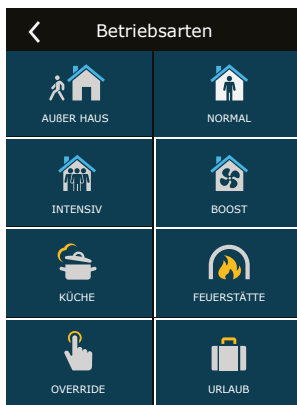 Betriebsarten
AUßER HAUS
NORMAL
INTENSIV
BOOST
KÜCHE
FEUERSTÄTTE
OVERRIDE
URLAUB